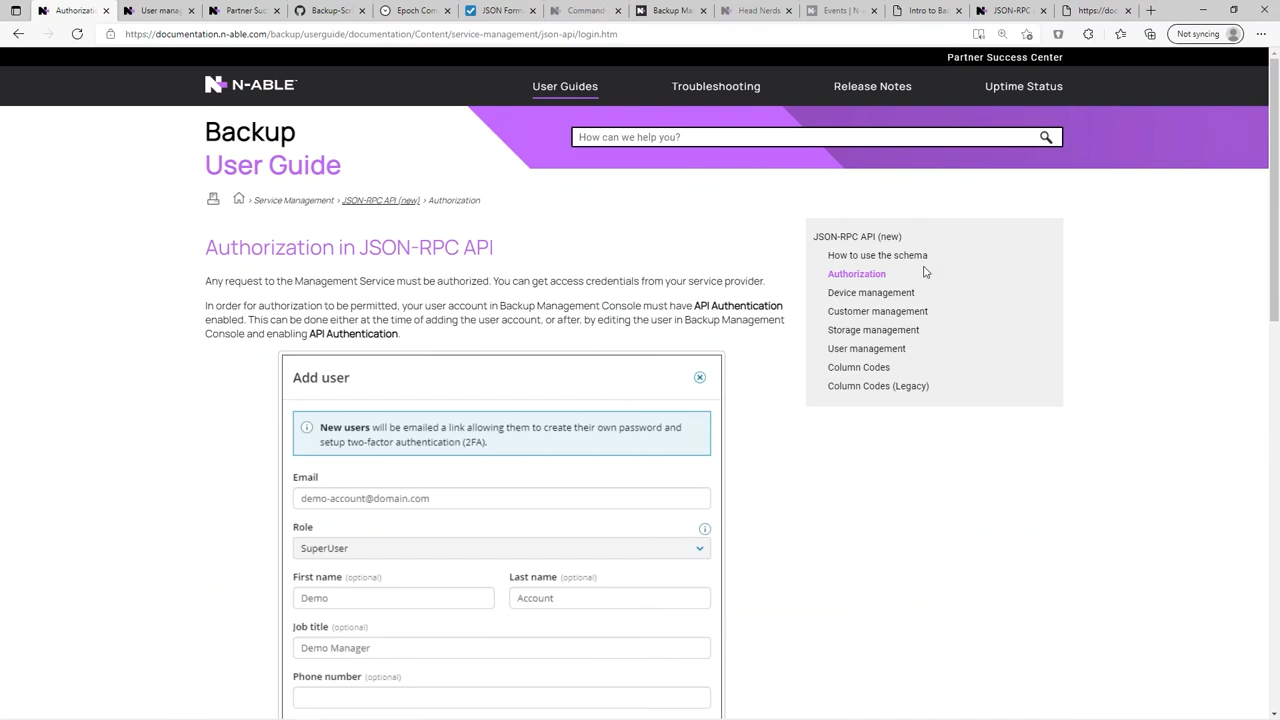 Authorizatio
User manag
Partner Suc
Backup-Scri
Epoch Conv
JSON Forma
Command-
Backup Ma
Head Nerds
Events | N-a
Intro to Bac
JSON-RPC
https://doc
https://documentation.n-able.com/backup/userguide/documentation/Content/service-management/json-api/login.htm
Not syncing
Partner Success Center
N-ABLE
User Guides
Troubleshooting
Release Notes
Uptime Status
Backup
User Guide
How can we help you?
> Service Management > JSON-RPC API (new) > Authorization
Authorization in JSON-RPC API
Any request to the Management Service must be authorized. You can get access credentials from your service provider.
In order for authorization to be permitted, your user account in Backup Management Console must have API Authentication
enabled. This can be done either at the time of adding the user account, or after, by editing the user in Backup Management
Console and enabling API Authentication.
JSON-RPC API (new)
How to use the schema
Authorization
Device management
Customer management
Storage management
User management
Column Codes
Column Codes (Legacy)
Add user
New users will be emailed a link allowing them to create their own password and
setup two-factor authentication (2FA).
Email
demo-account@domain.com
Role
SuperUser
First name (optional)
Last name (optional)
Demo
Account
Job title (optional)
Demo Manager
Phone number (optional)